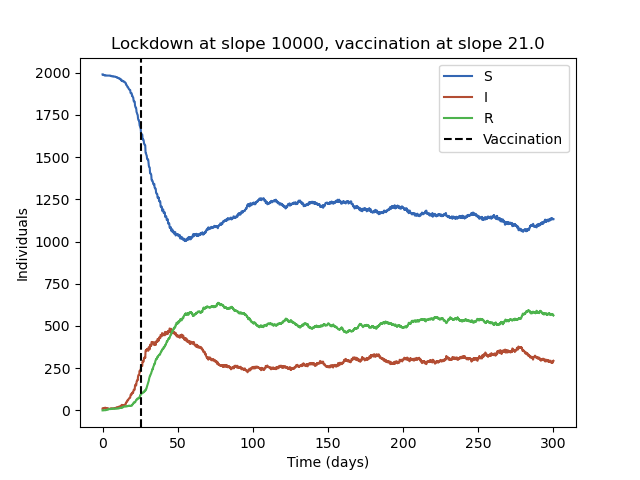 Lockdown at slope 10000, vaccination at slope 21.0
S
I
R
Vaccination
Individuals
2000
1750
1500
1250
1000
750
500
250
0
0 50 100 150 200 250 300
Time (days)